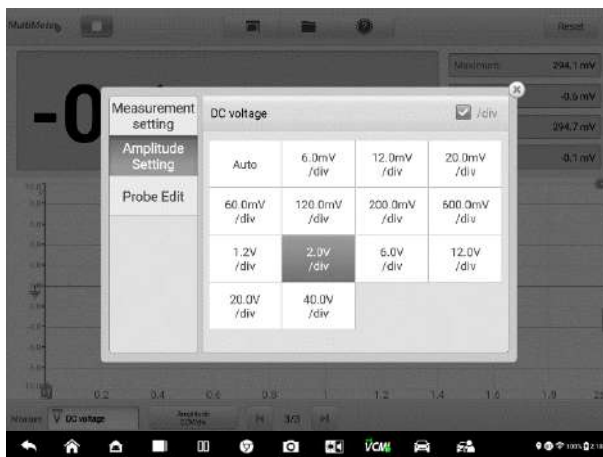 MultiMeter
Reset
Maximum
294.1 mV
-0.6 mV
294.7 mV
-0.1 mV
-0
Measurement
setting
Amplitude
Setting
Probe Edit
DC voltage
/div
Auto
6.0mV
/div
12.0mV
/div
20.0mV
/div
60.0mV
/div
120.0mV
/div
200.0mV
/div
600.0mV
/div
1.2V
/div
2.0V
/div
6.0V
/div
12.0V
/div
20.0V
/div
40.0V
/div
0.2
0.4
0.6
0.8
1.2
1.4
1.6
DC voltage
Amplitude
3/3
VCMI
100%